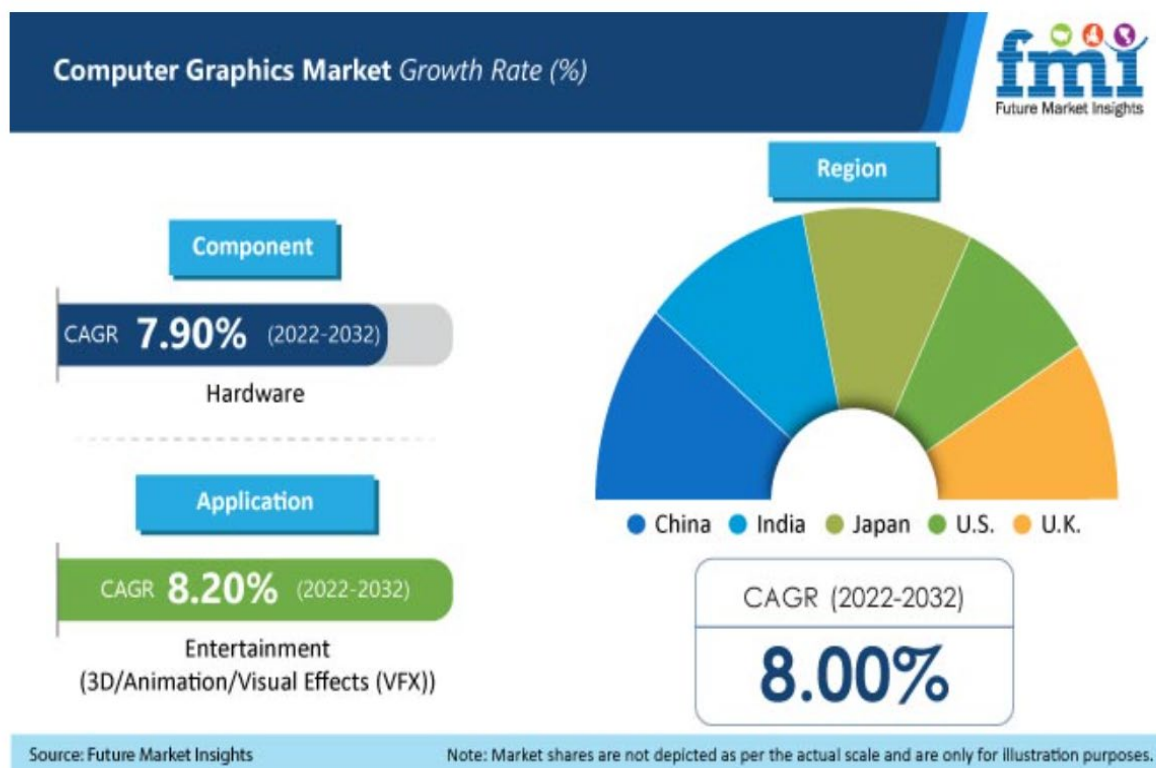 Computer Graphics Market Growth Rate (%)
fmi
Future Market Insights
Component
CAGR 7.90% (2022-2032)
Hardware
Application
CAGR 8.20% (2022-2032)
Entertainment
(3D/Animation/Visual Effects (VFX))
Region
China India Japan U.S. U.K.
CAGR (2022-2032)
8.00%
Source: Future Market Insights
Note: Market shares are not depicted as per the actual scale and are only for illustration purposes.